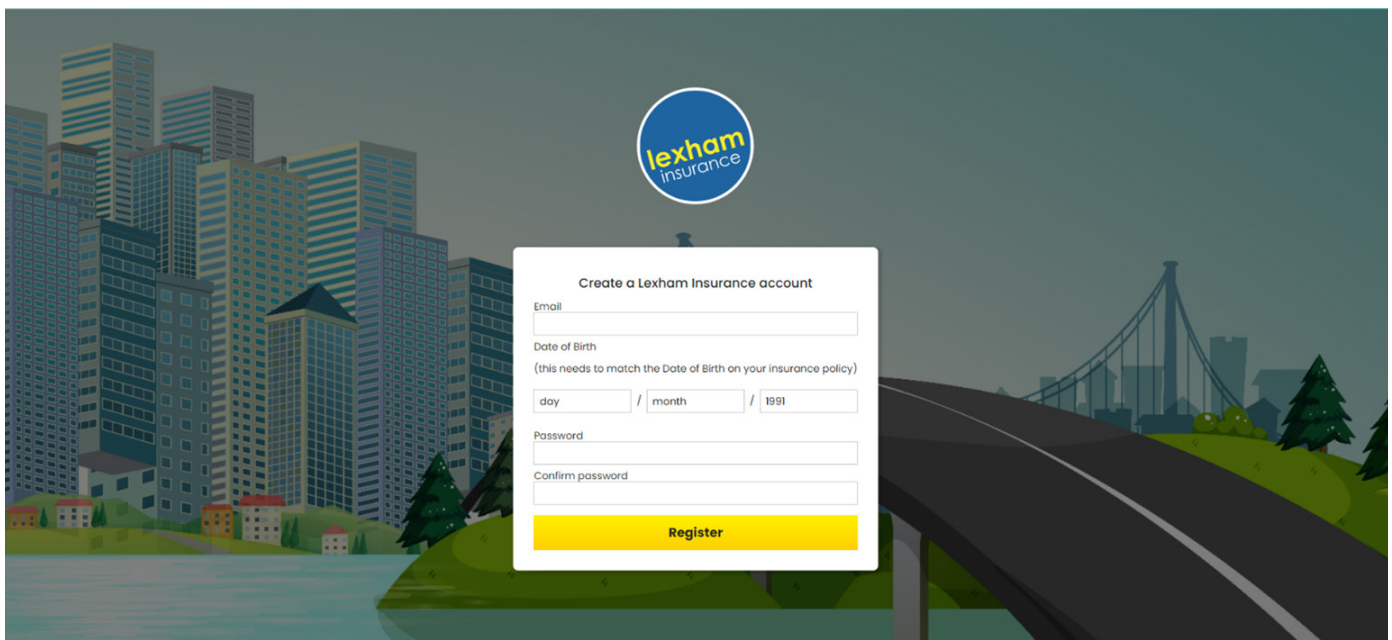 lexham
insurance
Create a Lexham Insurance account
Email
Date of Birth
(this needs to match the Date of Birth on your insurance policy)
day / month / 1991
Password
Confirm password
Register